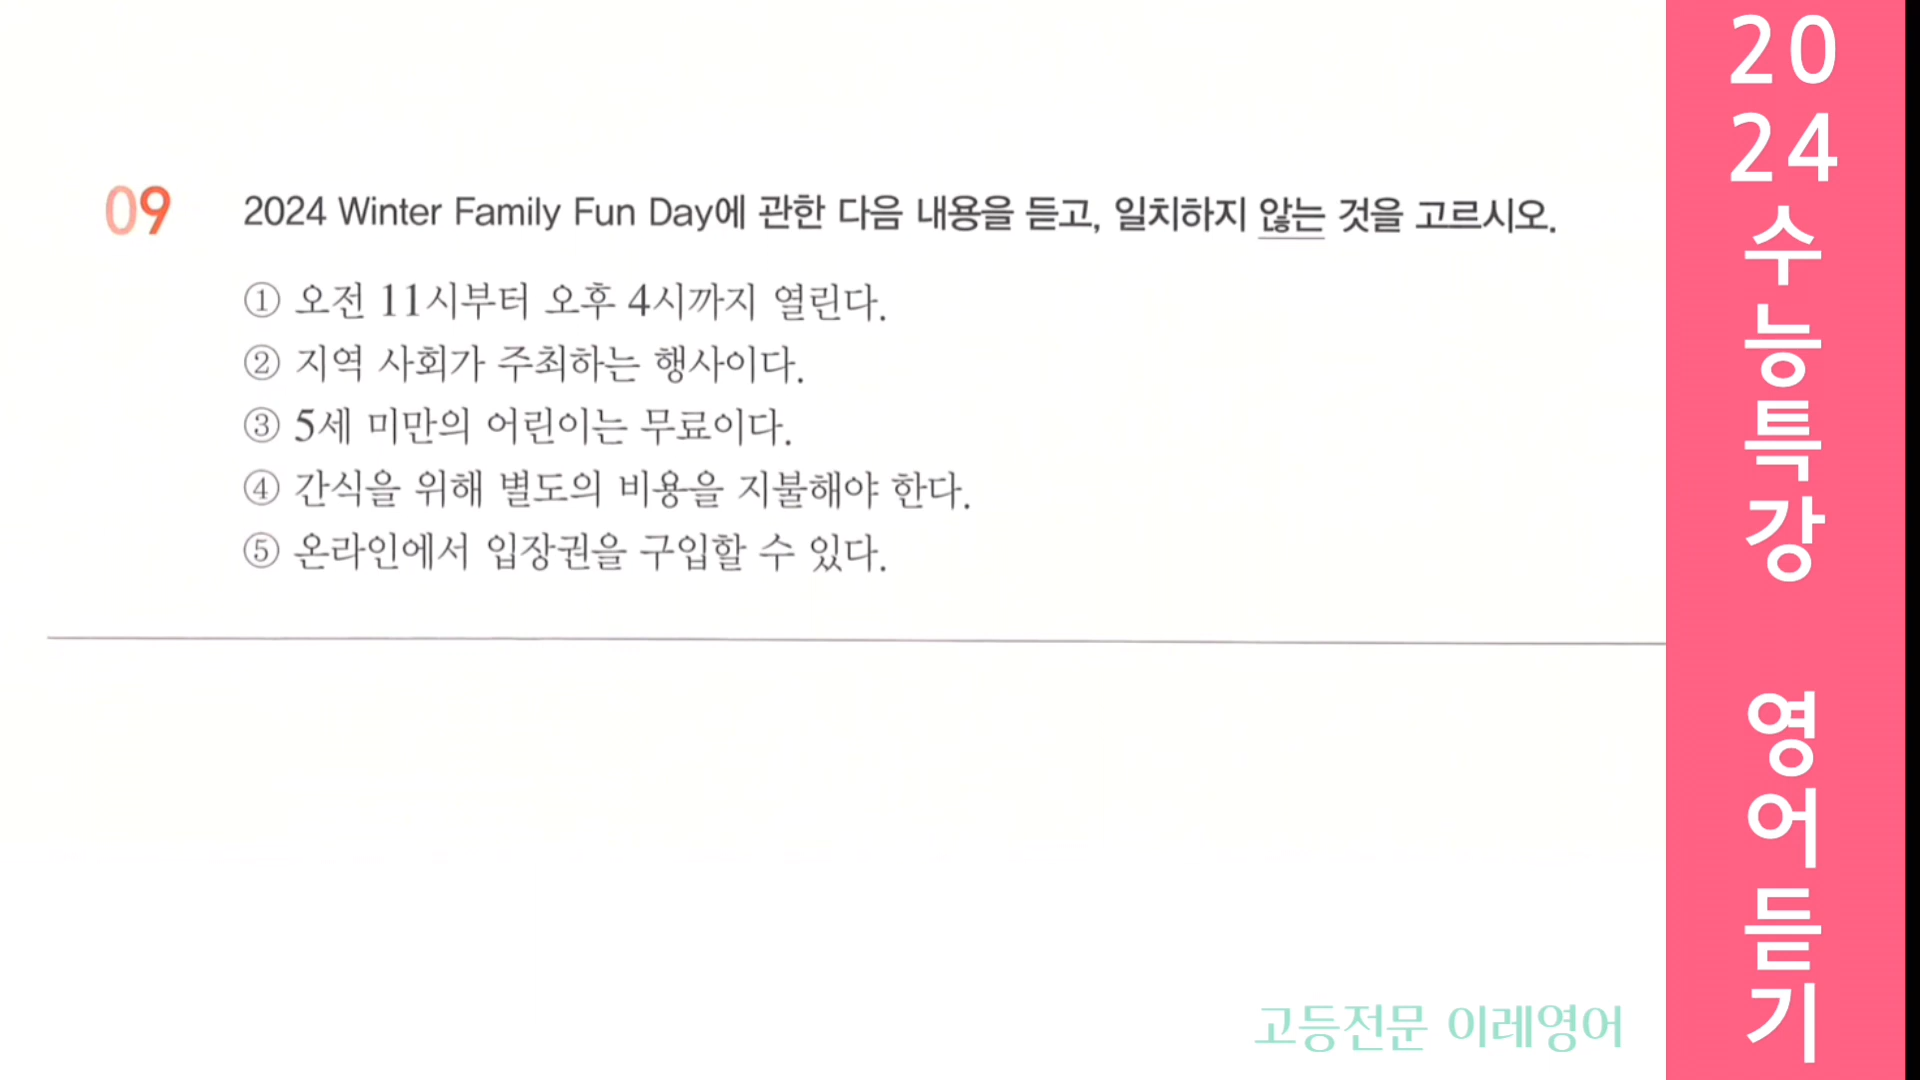 09 2024 Winter Family Fun Day에 관한 다음 내용을 듣고, 일치하지 않는 것을 고르시오.
① 오전 11시부터 오후 4시까지 열린다.
② 지역 사회가 주최하는 행사이다.
③ 5세 미만의 어린이는 무료이다.
④ 간식을 위해 별도의 비용을 지불해야 한다.
⑤ 온라인에서 입장권을 구입할 수 있다.
고등전문 이레영어
2024 수능특강 영어듣기